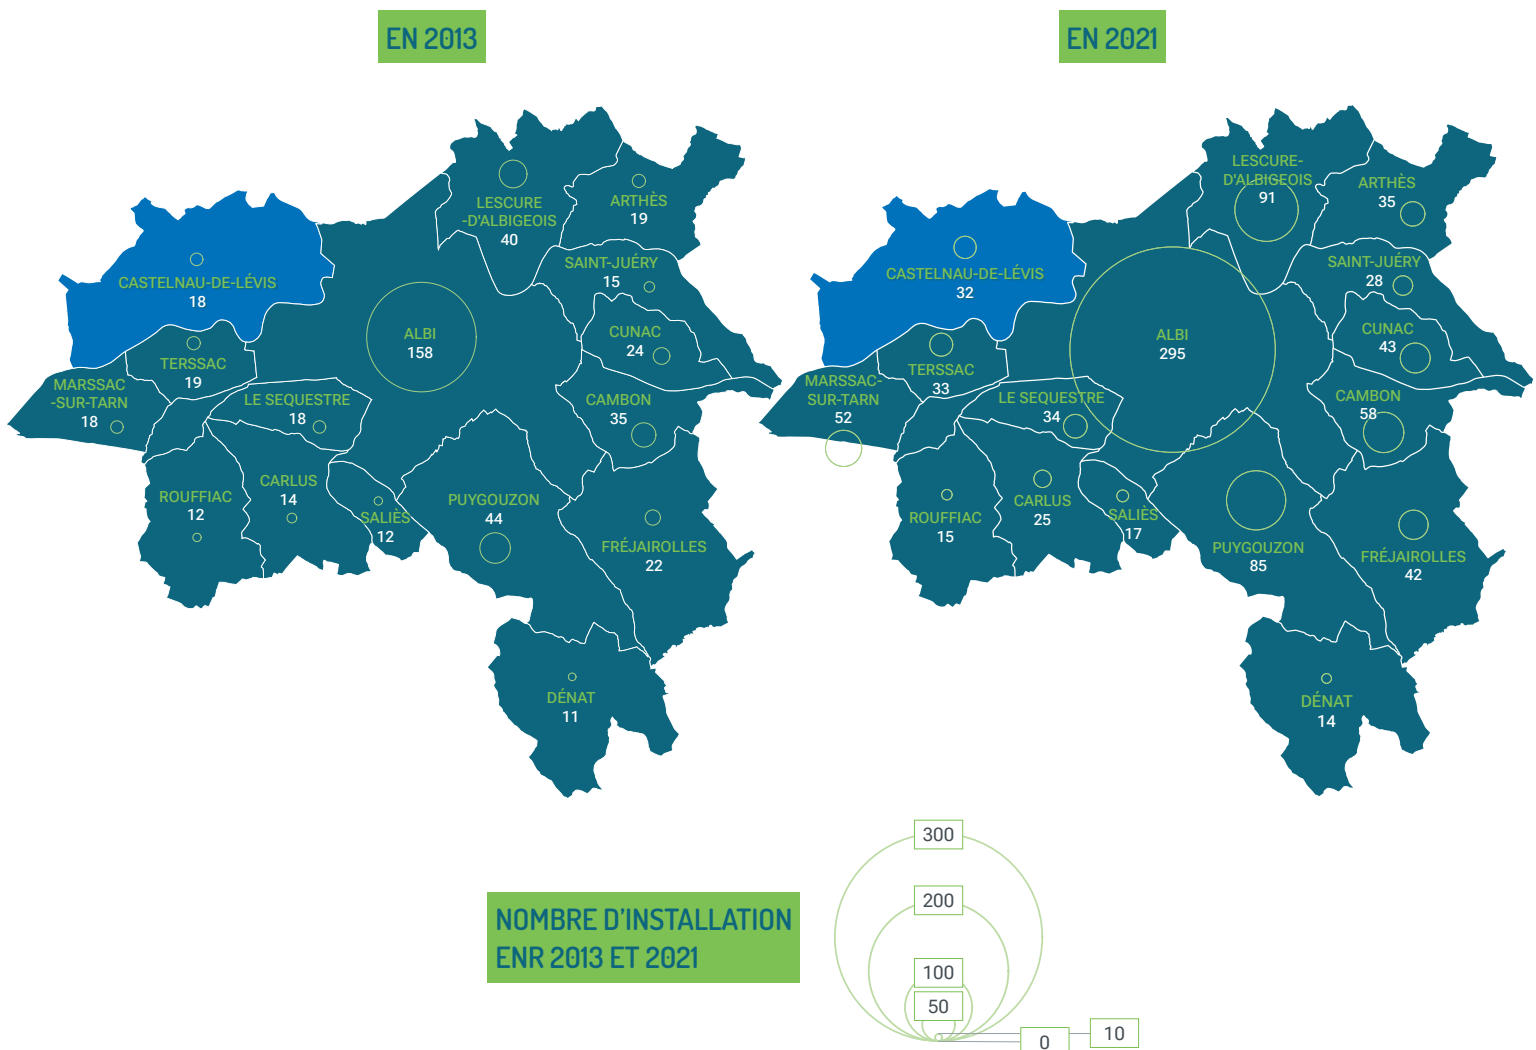 EN 2013
LESCURE
-D'ALBIGEOIS
40
ARTHÈS
19
CASTELNAU-DE-LÉVIS
18
SAINT-JUÉRY
15
ALBI
158
CUNAC
24
TERSSAC
19
MARSSAC
-SUR-TARN
18
LE SEQUESTRE
18
CAMBON
35
ROUFFIAC
12
CARLUS
14
SALIÈS
12
PUYGOUZON
44
FRÉJAIROLLES
22
DÉNAT
11
EN 2021
LESCURE-
D'ALBIGEOIS
91
ARTHÈS
35
CASTELNAU-DE-LÉVIS
32
SAINT-JUÉRY
28
ALBI
295
CUNAC
43
TERSSAC
33
MARSSAC-
SUR-TARN
52
LE SEQUESTRE
34
CAMBON
58
ROUFFIAC
15
CARLUS
25
SALIÈS
17
PUYGOUZON
85
FRÉJAIROLLES
42
DÉNAT
14
NOMBRE D'INSTALLATION
ENR 2013 ET 2021
300
200
100
50
0
10